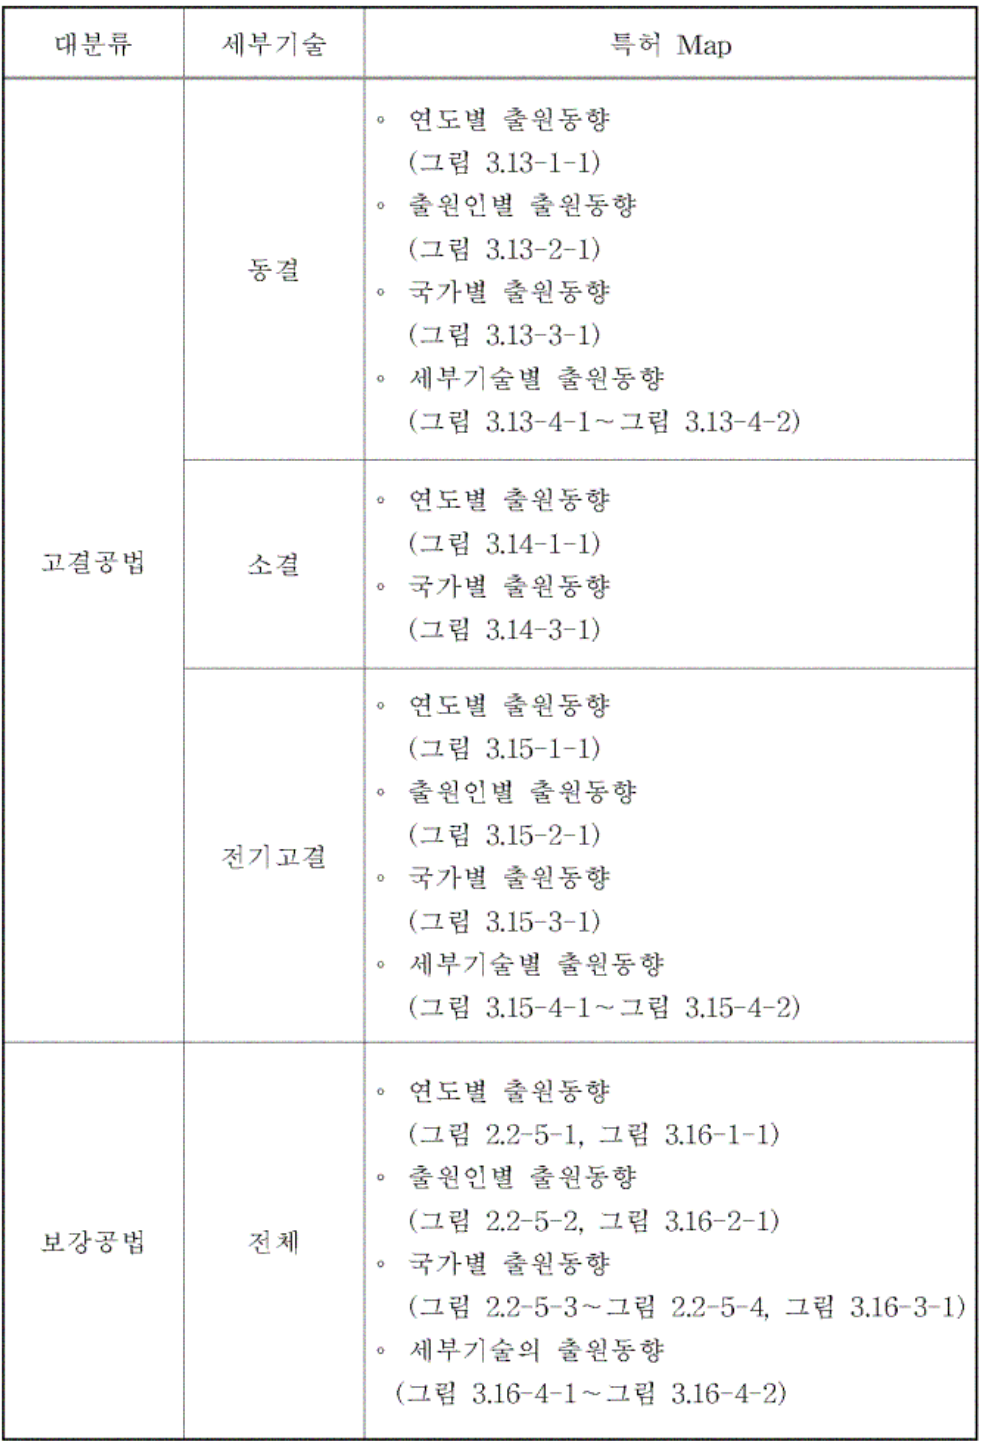 대분류 세부기술 특허 Map
고결공법
동결
◦ 연도별 출원동향
(그림 3.13-1-1)
◦ 출원인별 출원동향
(그림 3.13-2-1)
◦ 국가별 출원동향
(그림 3.13-3-1)
◦ 세부기술별 출원동향
(그림 3.13-4-1~그림 3.13-4-2)
소결
◦ 연도별 출원동향
(그림 3.14-1-1)
◦ 국가별 출원동향
(그림 3.14-3-1)
전기고결
◦ 연도별 출원동향
(그림 3.15-1-1)
◦ 출원인별 출원동향
(그림 3.15-2-1)
◦ 국가별 출원동향
(그림 3.15-3-1)
◦ 세부기술별 출원동향
(그림 3.15-4-1~그림 3.15-4-2)
보강공법
전체
◦ 연도별 출원동향
(그림 2.2-5-1, 그림 3.16-1-1)
◦ 출원인별 출원동향
(그림 2.2-5-2, 그림 3.16-2-1)
◦ 국가별 출원동향
(그림 2.2-5-3~그림 2.2-5-4, 그림 3.16-3-1)
◦ 세부기술의 출원동향
(그림 3.16-4-1~그림 3.16-4-2)